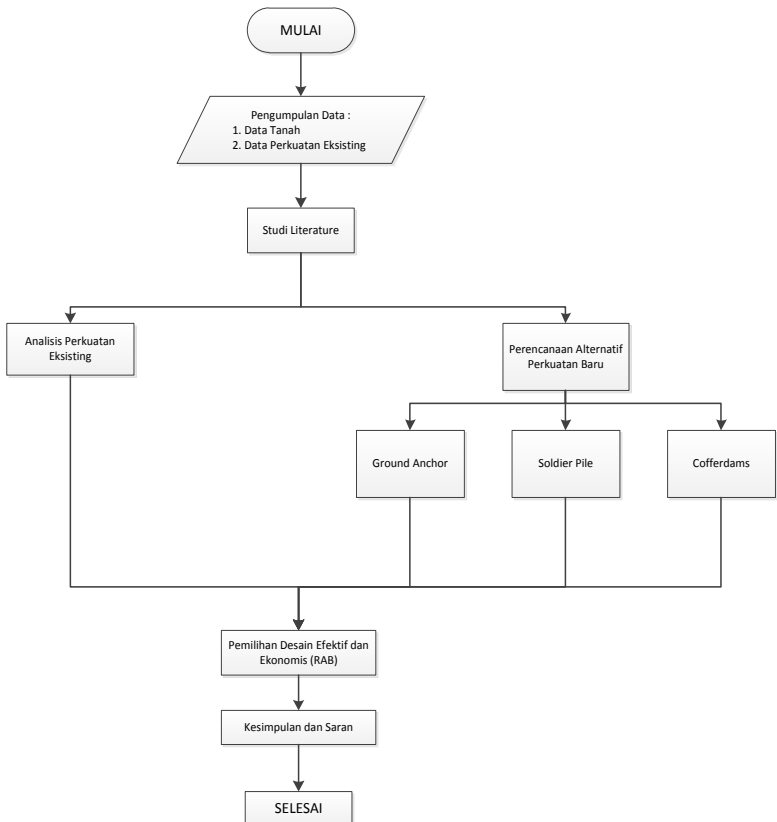 MULAI
Pengumpulan Data :
1. Data Tanah
2. Data Perkuatan Eksisting
Studi Literature
Analisis Perkuatan
Eksisting
Perencanaan Alternatif
Perkuatan Baru
Ground Anchor
Soldier Pile
Cofferdams
Pemilihan Desain Efektif dan
Ekonomis (RAB)
Kesimpulan dan Saran
SELESAI